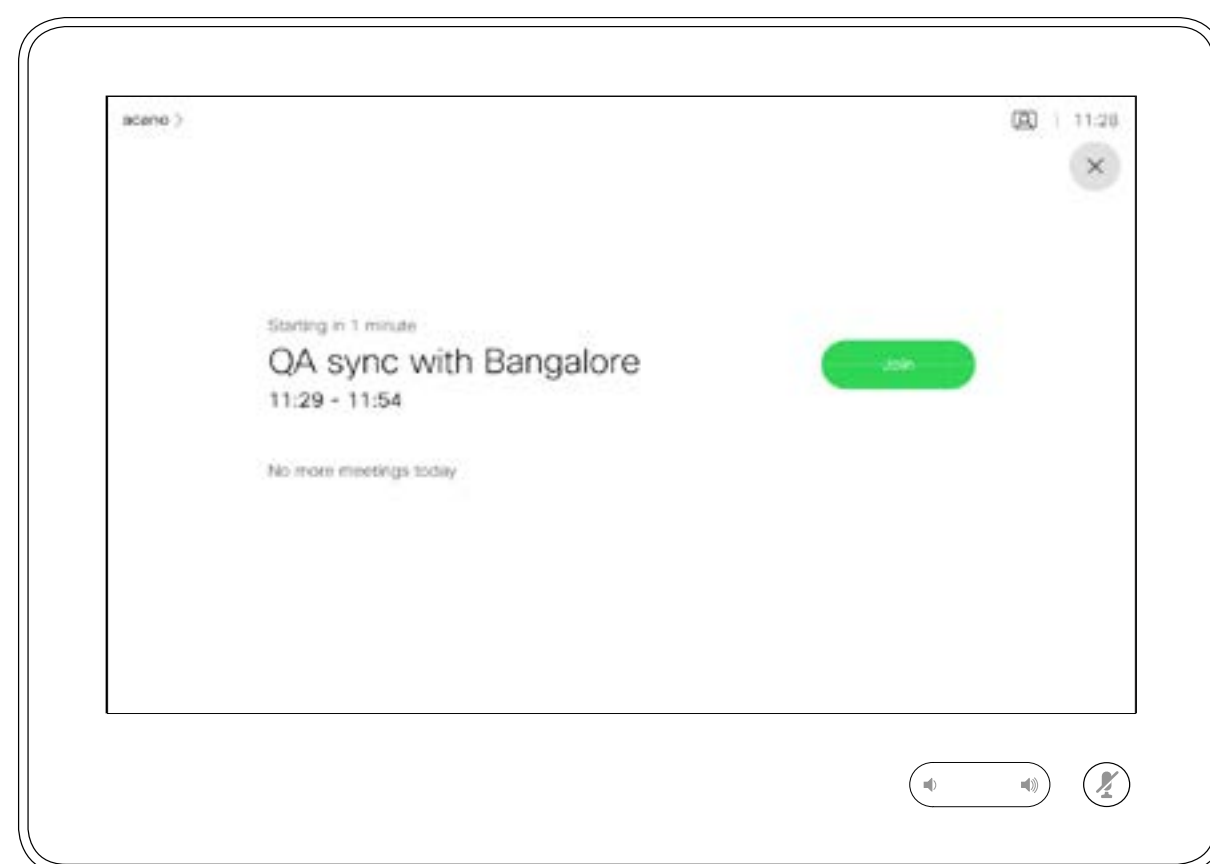 acano
11:28
Starting in 1 minute
QA sync with Bangalore
Join
11:29 - 11:54
No more meetings today